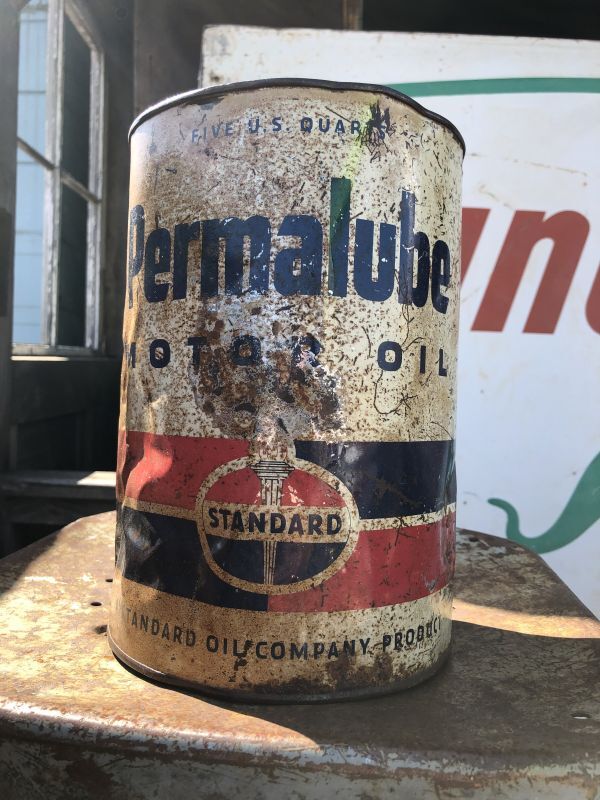 FIVE U.S. QUARTS
Permalube
MOTOR OIL
STANDARD
STANDARD OIL COMPANY PRODUCT